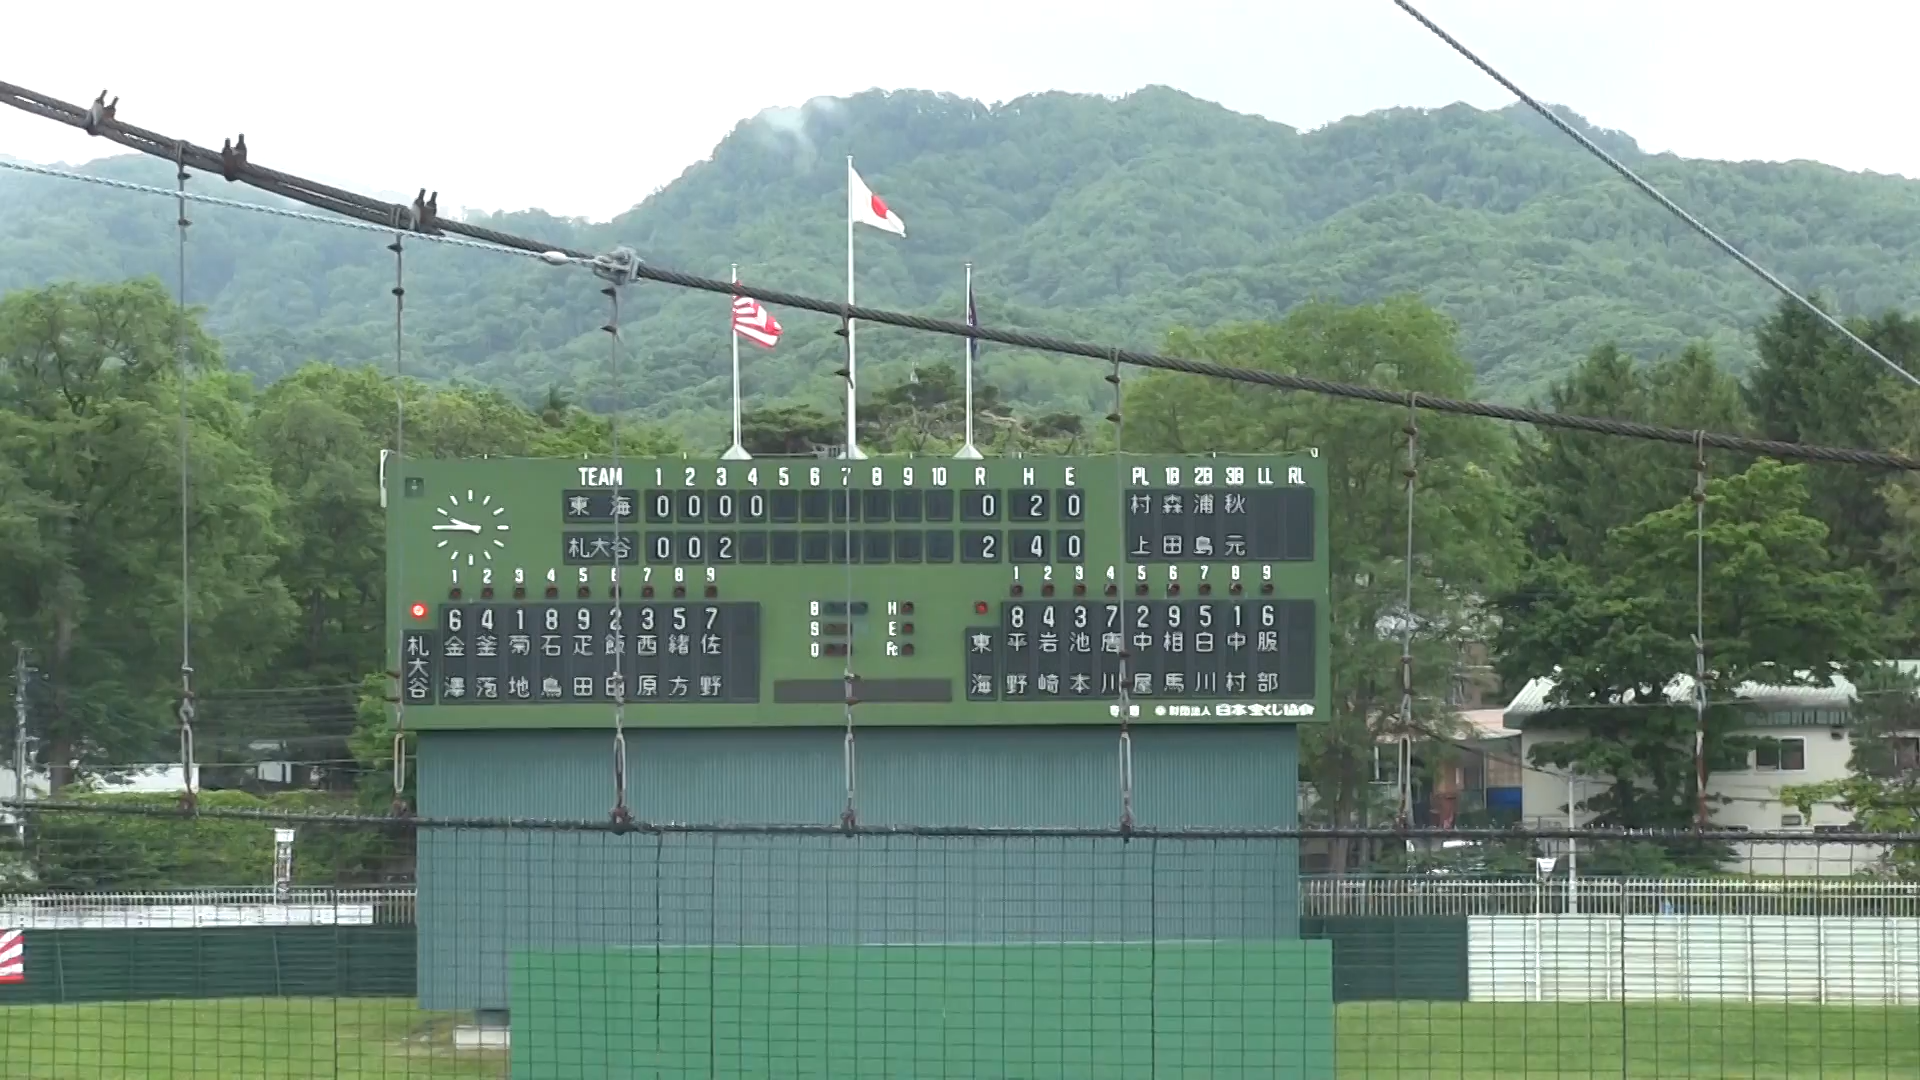 TEAM 1 2 3 4 5 6 7 8 9 10 R H E PL 1B 2B 3B LL RL
東海 0 0 0 0 0 2 0 村上 森田 浦島 秋元
札大谷 0 0 2 2 4 0
1 2 3 4 5 6 7 8 9
6 4 1 8 9 2 3 5 7
札大谷 金澤 釜萢 菊地 石鳥 疋田 飯田 西原 緒方 佐野
B H
S E
O Fc
1 2 3 4 5 6 7 8 9
8 4 3 7 2 9 5 1 6
東海 平野 岩崎 池本 唐川 中屋 相馬 白川 中村 服部
財団法人 日本宝くじ協会